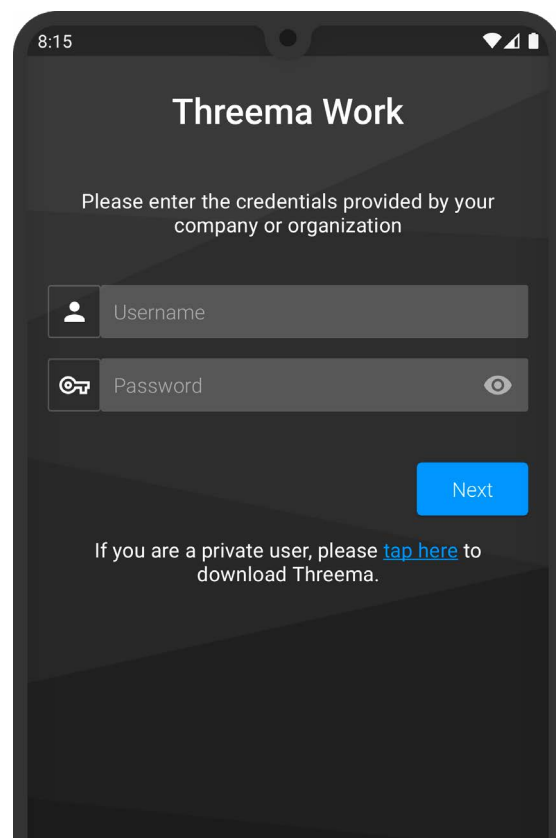 8:15
Threema Work
Please enter the credentials provided by your
company or organization
Username
Password
Next
If you are a private user, please tap here to
download Threema.